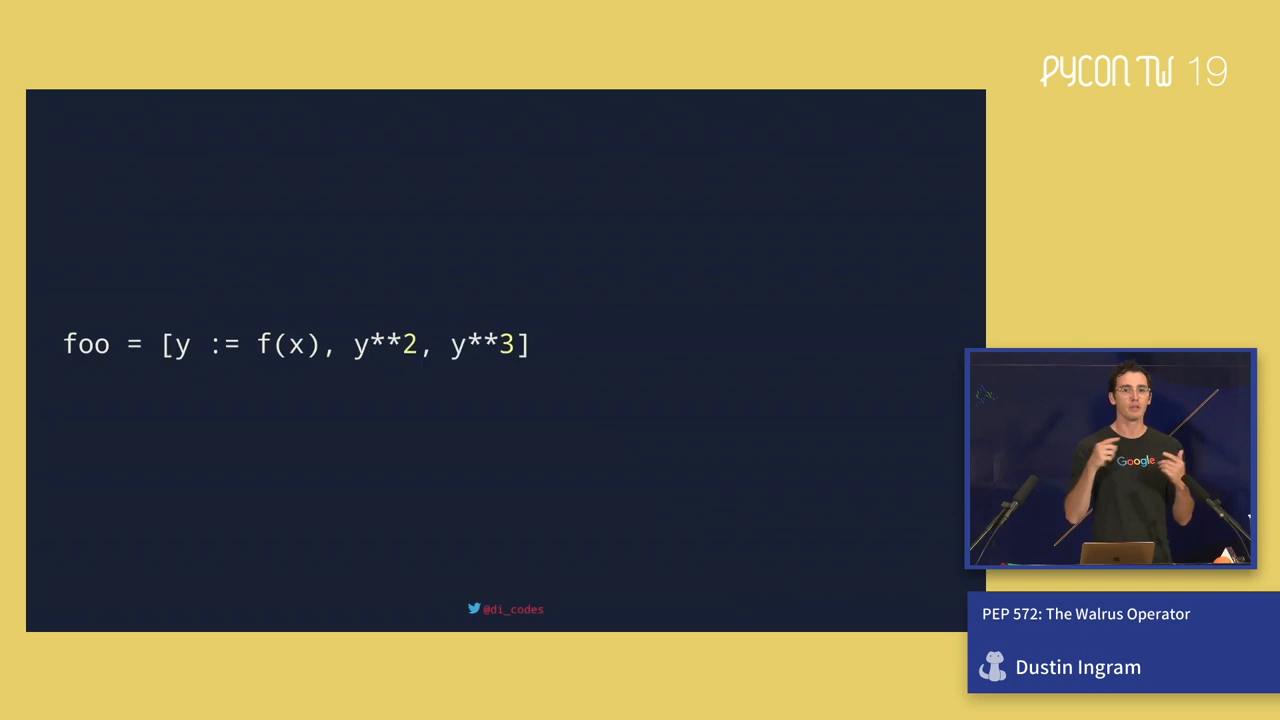 PYCON TW 19
foo = [y := f(x), y**2, y**3]
Google
@di_codes
PEP 572: The Walrus Operator
Dustin Ingram